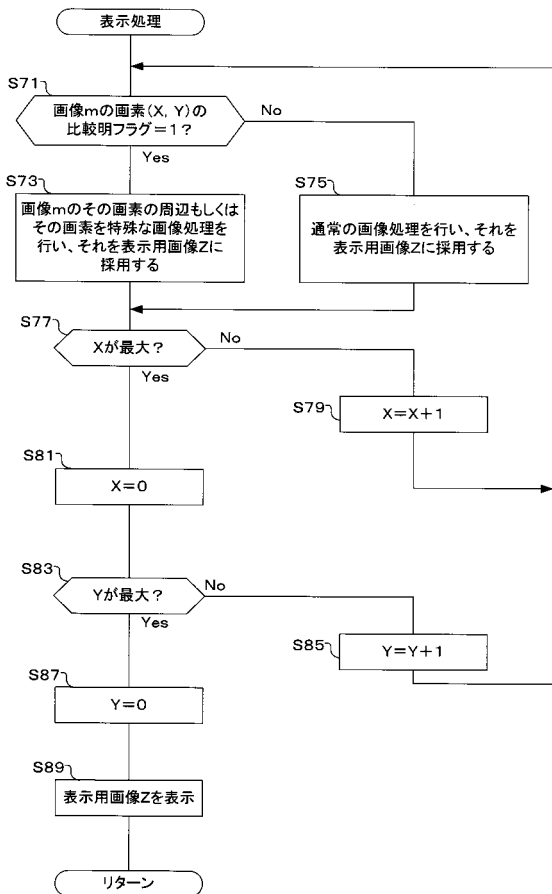 表示処理
S71
画像mの画素(X, Y)の
比較明フラグ=1?
No
Yes
S73
画像mのその画素の周辺もしくは
その画素を特殊な画像処理を
行い、それを表示用画像Zに
採用する
S75
通常の画像処理を行い、それを
表示用画像Zに採用する
S77
Xが最大?
No
Yes
S79
X=X+1
S81
X=0
S83
Yが最大?
No
Yes
S85
Y=Y+1
S87
Y=0
S89
表示用画像Zを表示
リターン